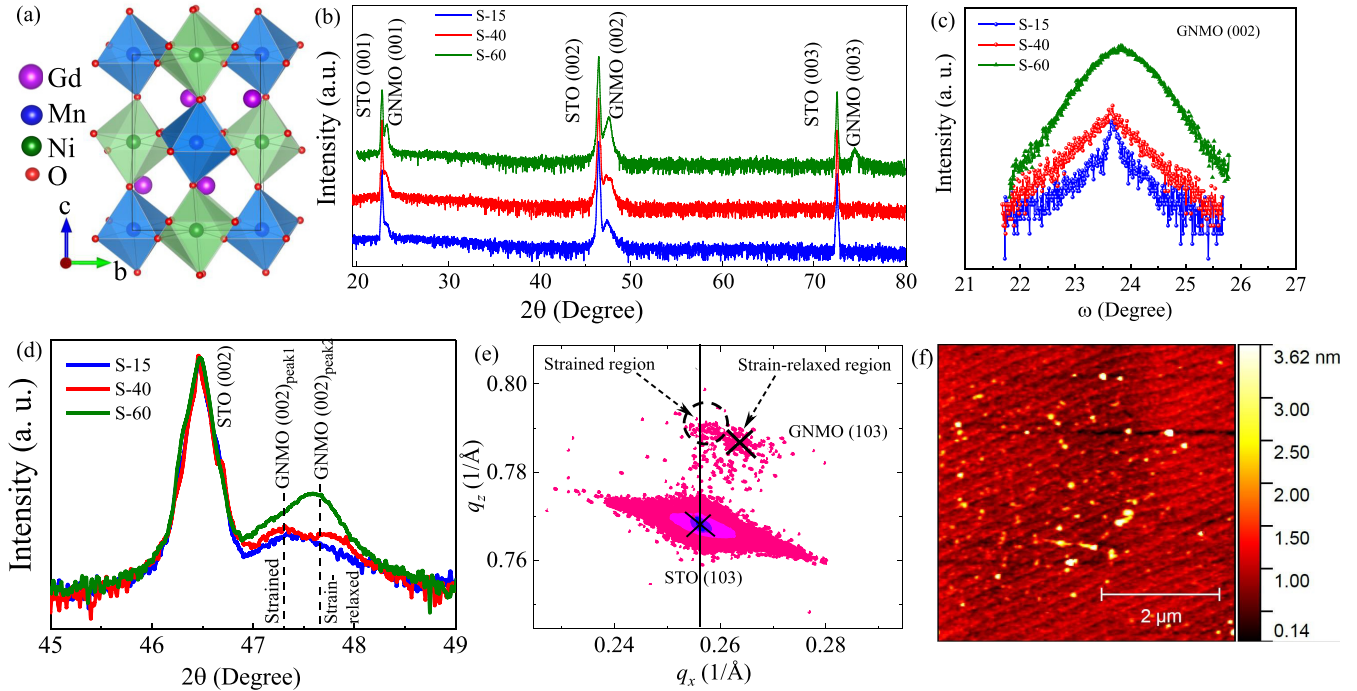 (a)
Gd
Mn
Ni
O
c
b
(b)
S-15
S-40
S-60
STO (001)
GNMO (001)
STO (002)
GNMO (002)
STO (003)
GNMO (003)
Intensity (a.u.)
20 30 40 50 60 70 80
2θ (Degree)
(c)
S-15
S-40
S-60
GNMO (002)
Intensity (a. u.)
21 22 23 24 25 26 27
ω (Degree)
(d)
S-15
S-40
S-60
STO (002)
GNMO (002)peak1
GNMO (002)peak2
Strained
Strain-
relaxed
Intensity (a. u.)
45 46 47 48 49
2θ (Degree)
(e)
Strained region
Strain-relaxed region
GNMO (103)
STO (103)
0.80
0.78
0.76
qz (1/Å)
0.24 0.26 0.28
qx (1/Å)
(f)
2 µm
3.62 nm
3.00
2.50
2.00
1.50
1.00
0.14